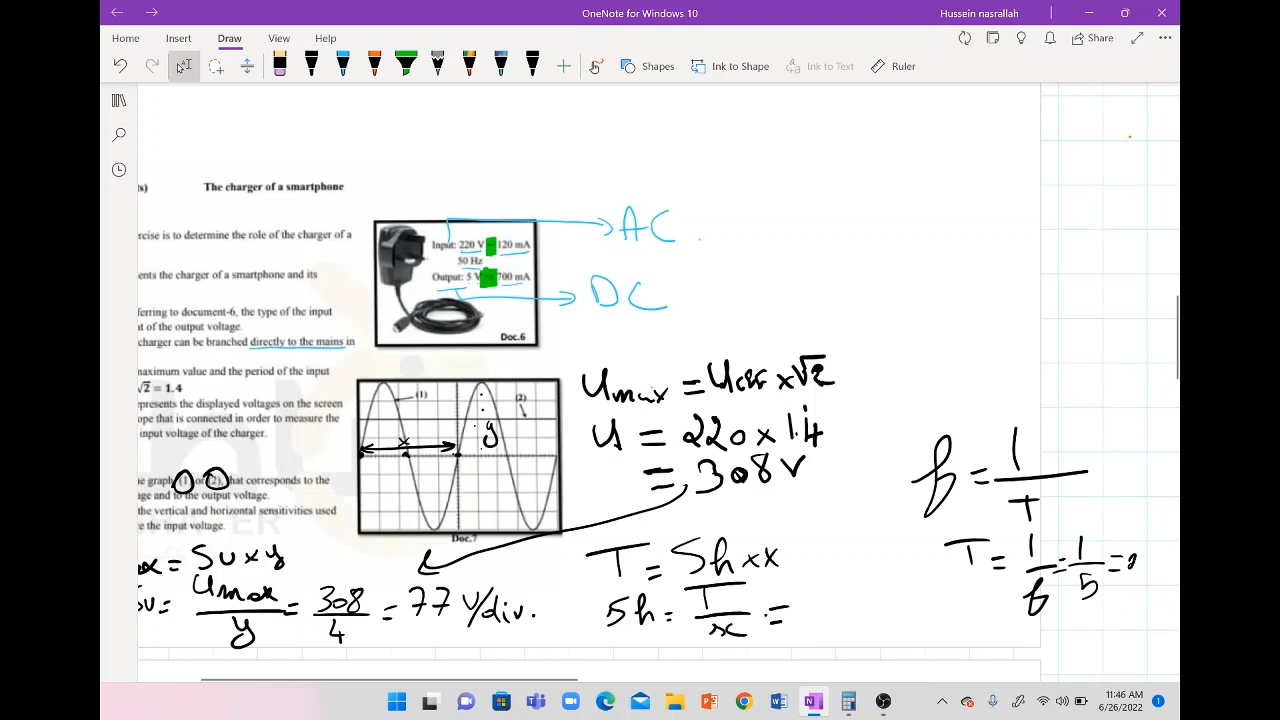 OneNote for Windows 10
Hussein nasrallah
Home Insert Draw View Help
Share
Shapes Ink to Shape Ink to Text Ruler
s) The charger of a smartphone
rcise is to determine the role of the charger of a
ents the charger of a smartphone and its
ferring to document-6, the type of the input
t of the output voltage.
charger can be branched directly to the mains in
maximum value and the period of the input
√2 = 1.4
epresents the displayed voltages on the screen
ope that is connected in order to measure the
input voltage of the charger.
e graph (1) or (2), that corresponds to the
age and to the output voltage.
the vertical and horizontal sensitivities used
e the input voltage.
Input: 220 V 120 mA
50 Hz
Output: 5 V 700 mA
Doc.6
AC
DC
(1)
(2)
x
y
Doc.7
Umax = Ueff x √2
U = 220 x 1.4
= 308 V
f = 1/T
T = Sh x x
T = 1/f = 1/5 =
x = Sv x y
Sv = Umax/y = 308/4 = 77 V/div.
Sh = T/x =
11:46 AM
6/26/2022